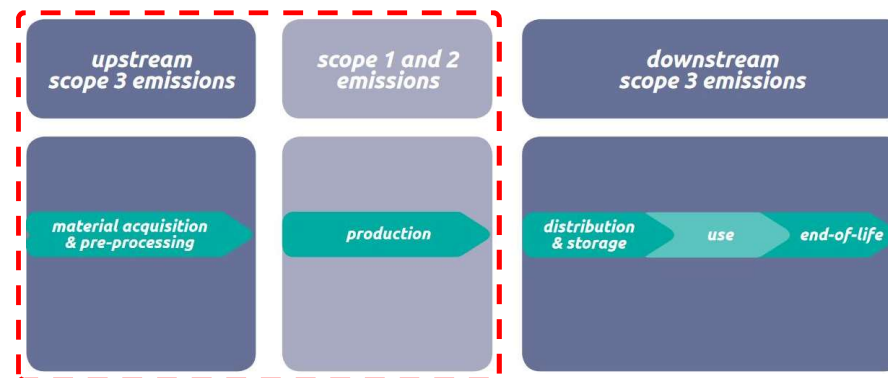 upstream
scope 3 emissions
scope 1 and 2
emissions
downstream
scope 3 emissions
material acquisition
& pre-processing
production
distribution
& storage
use
end-of-life